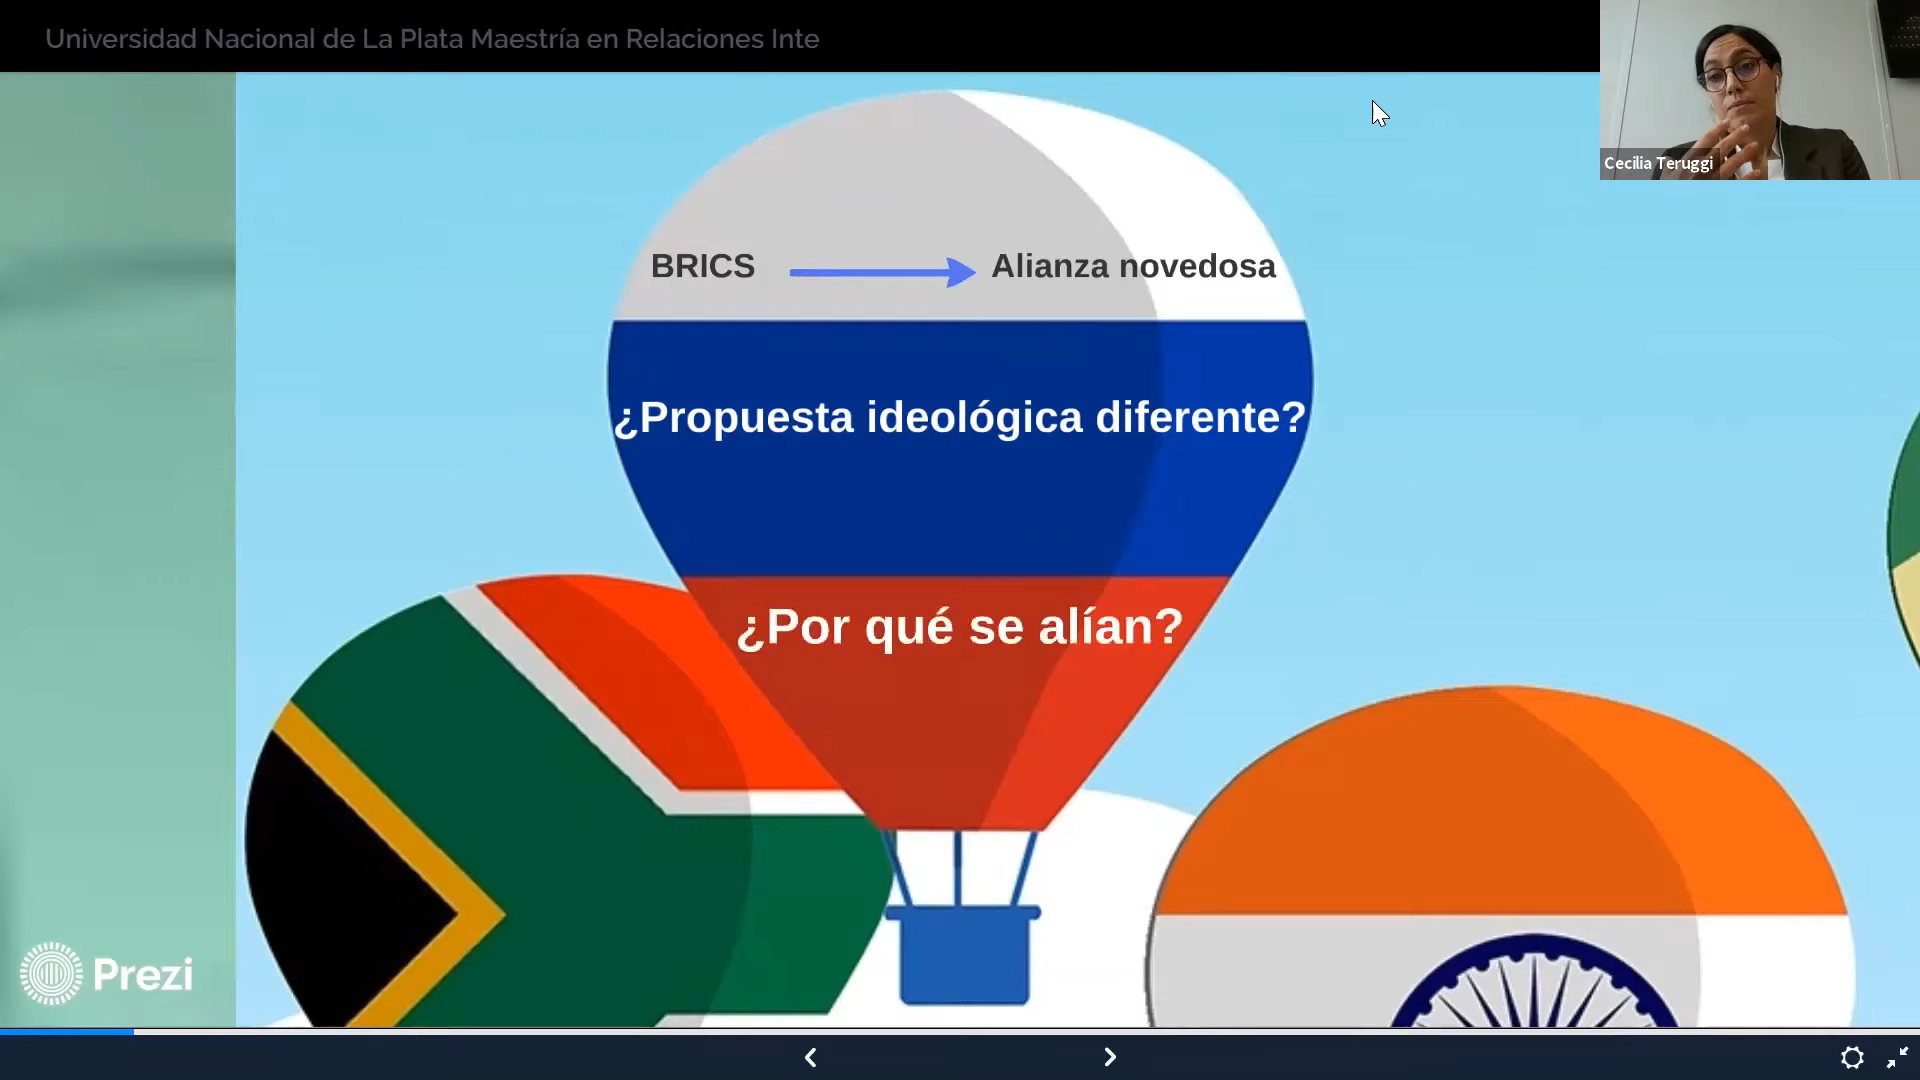 Universidad Nacional de La Plata Maestría en Relaciones Inte
Cecilia Teruggi
BRICS Alianza novedosa
¿Propuesta ideológica diferente?
¿Por qué se alían?
Prezi